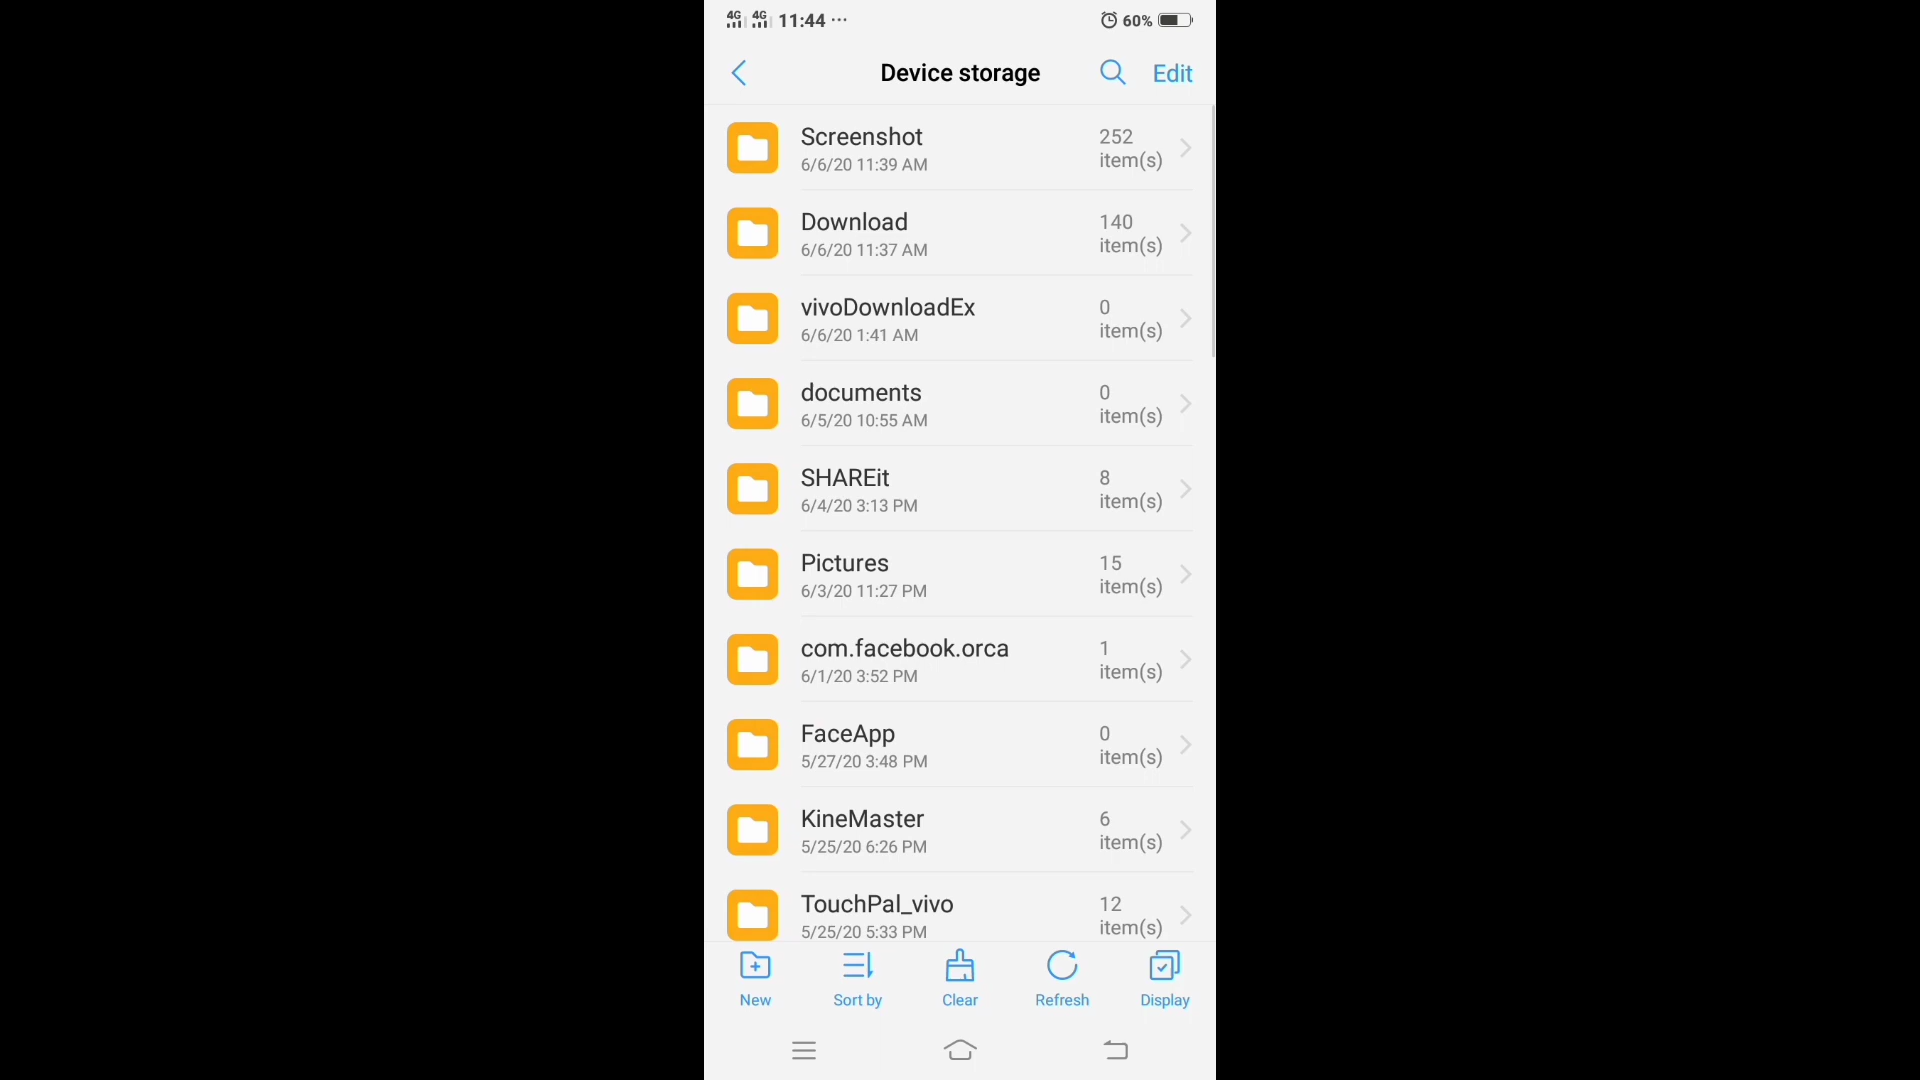 4G 4G 11:44 ··· 60%
Device storage Edit
Screenshot 252
6/6/20 11:39 AM item(s)
Download 140
6/6/20 11:37 AM item(s)
vivoDownloadEx 0
6/6/20 1:41 AM item(s)
documents 0
6/5/20 10:55 AM item(s)
SHAREit 8
6/4/20 3:13 PM item(s)
Pictures 15
6/3/20 11:27 PM item(s)
com.facebook.orca 1
6/1/20 3:52 PM item(s)
FaceApp 0
5/27/20 3:48 PM item(s)
KineMaster 6
5/25/20 6:26 PM item(s)
TouchPal_vivo 12
5/25/20 5:33 PM item(s)
New Sort by Clear Refresh Display